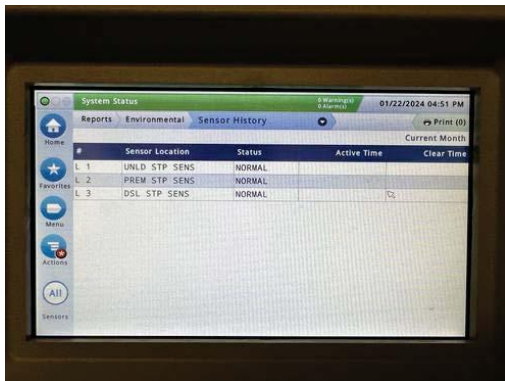 System Status
0 Warning(s)
0 Alarm(s)
01/22/2024 04:51 PM
Reports Environmental Sensor History
Print (0)
Home
Current Month
# Sensor Location Status Active Time Clear Time
L 1 UNLD STP SENS NORMAL
L 2 PREM STP SENS NORMAL
L 3 DSL STP SENS NORMAL
Favorites
Menu
Actions
All
Sensors